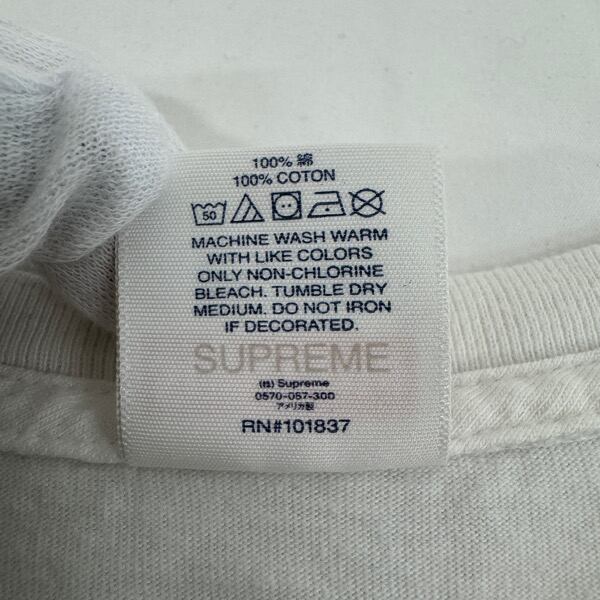 100% 綿
100% COTON
50
MACHINE WASH WARM
WITH LIKE COLORS
ONLY NON-CHLORINE
BLEACH. TUMBLE DRY
MEDIUM. DO NOT IRON
IF DECORATED.
SUPREME
(株) Supreme
0570-057-300
アメリカ製
RN#101837